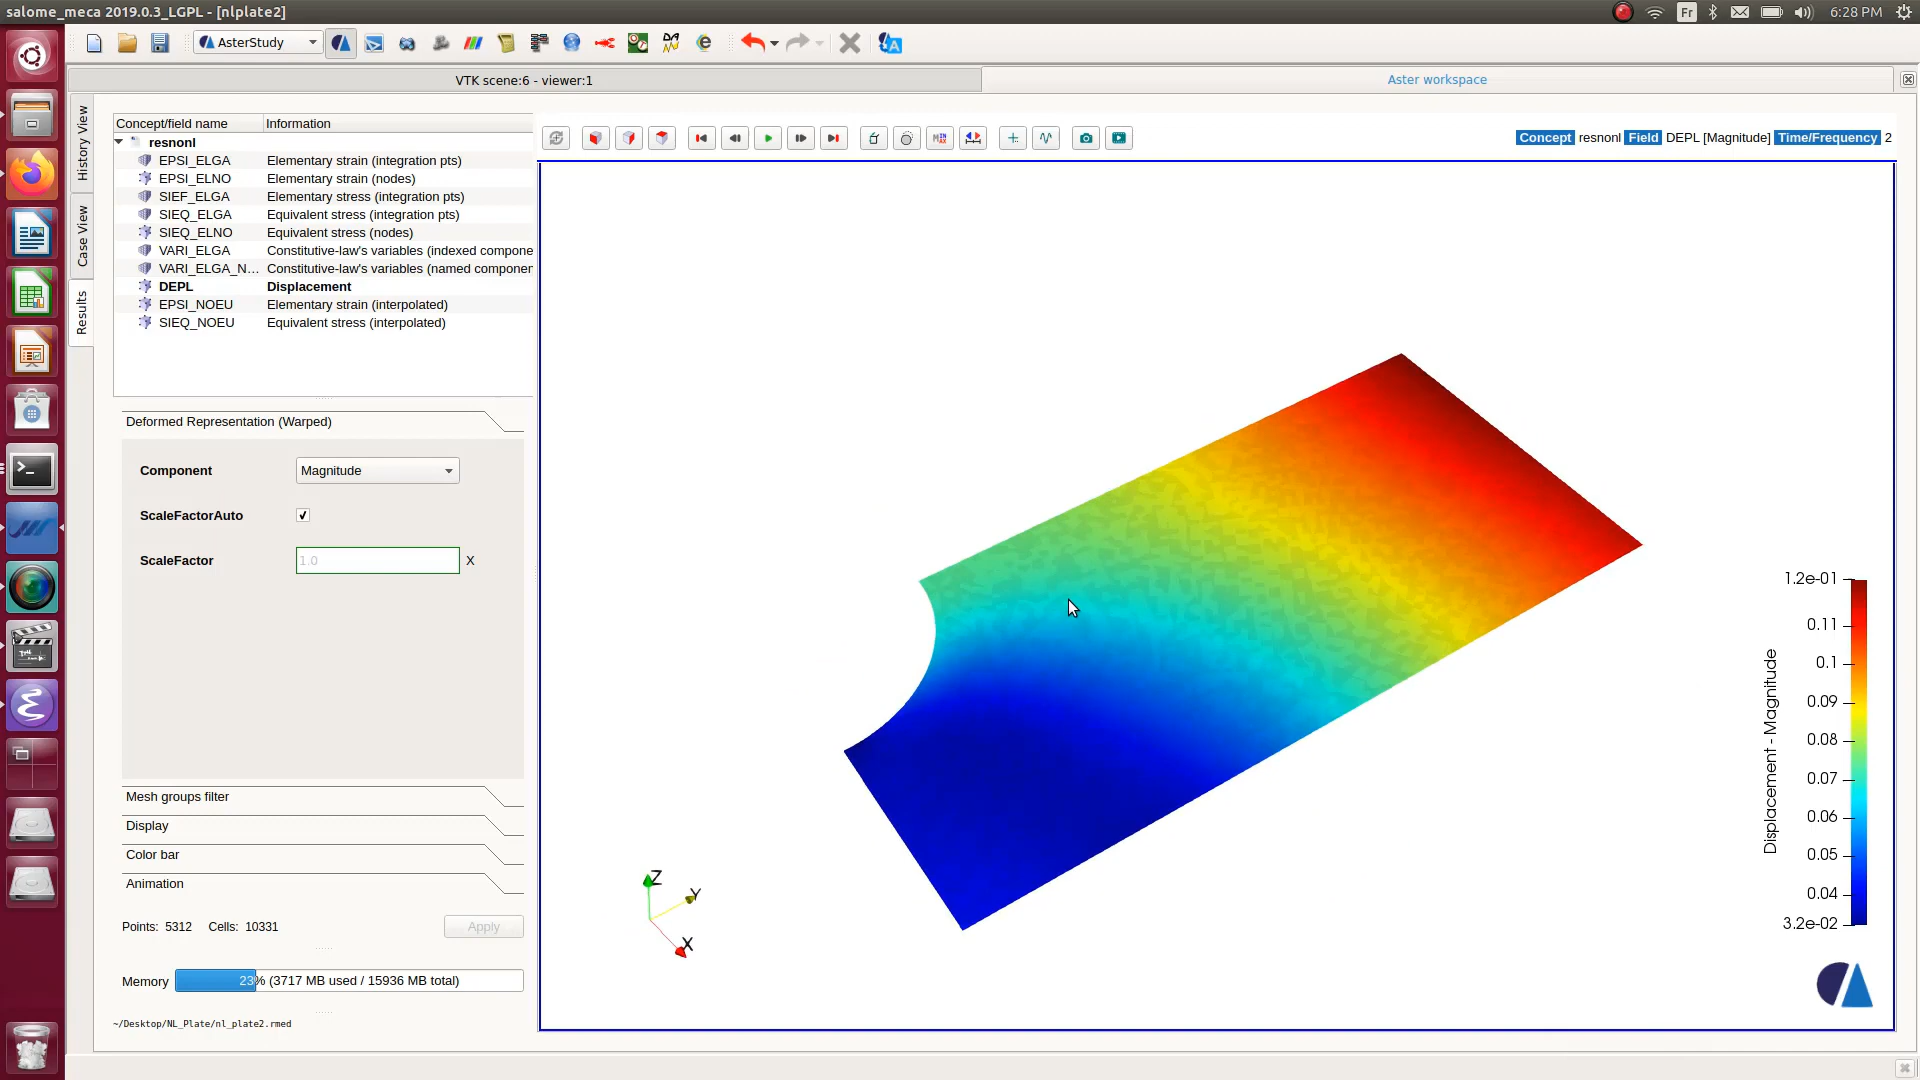 salome_meca 2019.0.3_LGPL - [nlplate2]
Fr
6:28 PM
AsterStudy
VTK scene:6 - viewer:1
Aster workspace
History View
Case View
Results
Concept/field name Information
resnonl
EPSI_ELGA Elementary strain (integration pts)
EPSI_ELNO Elementary strain (nodes)
SIEF_ELGA Elementary stress (integration pts)
SIEQ_ELGA Equivalent stress (integration pts)
SIEQ_ELNO Equivalent stress (nodes)
VARI_ELGA Constitutive-law's variables (indexed compone
VARI_ELGA_N... Constitutive-law's variables (named componen
DEPL Displacement
EPSI_NOEU Elementary strain (interpolated)
SIEQ_NOEU Equivalent stress (interpolated)
Concept resnonl Field DEPL [Magnitude] Time/Frequency 2
Deformed Representation (Warped)
Component Magnitude
ScaleFactorAuto
ScaleFactor 1.0 X
Mesh groups filter
Display
Color bar
Animation
Points: 5312 Cells: 10331
Apply
Memory 23% (3717 MB used / 15936 MB total)
~/Desktop/NL_Plate/nl_plate2.rmed
Z
Y
X
Displacement - Magnitude
1.2e-01
0.11
0.1
0.09
0.08
0.07
0.06
0.05
0.04
3.2e-02